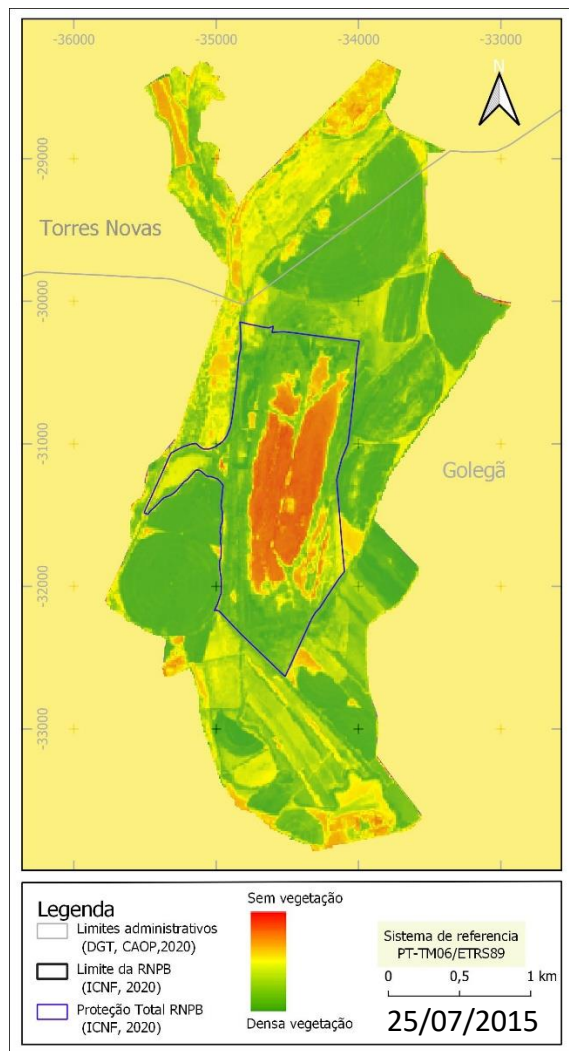 -36000 -35000 -34000 -33000
N
-29000
Torres Novas
-30000
-31000
Golegã
-32000
-33000
Legenda
Limites administrativos
(DGT, CAOP,2020)
Limite da RNPB
(ICNF, 2020)
Proteção Total RNPB
(ICNF, 2020)
Sem vegetação
Densa vegetação
Sistema de referencia
PT-TM06/ETRS89
0 0,5 1 km
25/07/2015